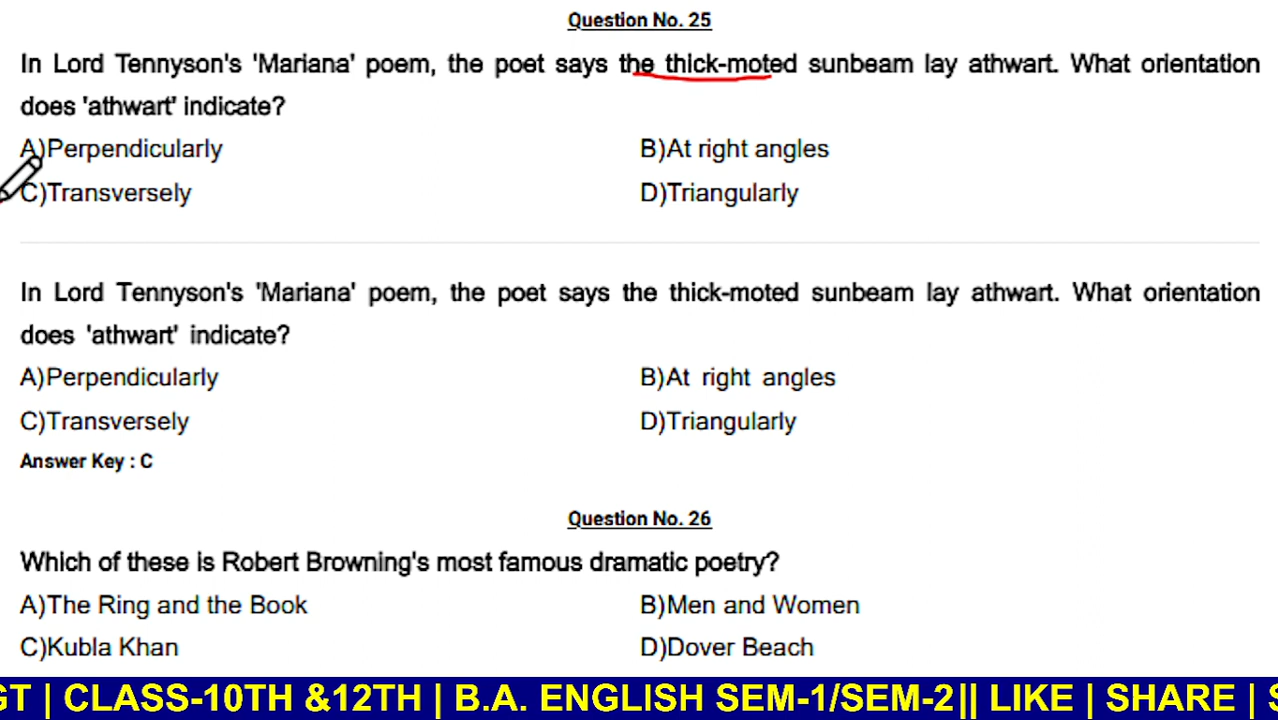 Question No. 25
In Lord Tennyson's 'Mariana' poem, the poet says the thick-moted sunbeam lay athwart. What orientation
does 'athwart' indicate?
A)Perpendicularly
B)At right angles
C)Transversely
D)Triangularly
In Lord Tennyson's 'Mariana' poem, the poet says the thick-moted sunbeam lay athwart. What orientation
does 'athwart' indicate?
A)Perpendicularly
B)At right angles
C)Transversely
D)Triangularly
Answer Key : C
Question No. 26
Which of these is Robert Browning's most famous dramatic poetry?
A)The Ring and the Book
B)Men and Women
C)Kubla Khan
D)Dover Beach
GT | CLASS-10TH &12TH | B.A. ENGLISH SEM-1/SEM-2|| LIKE | SHARE | S